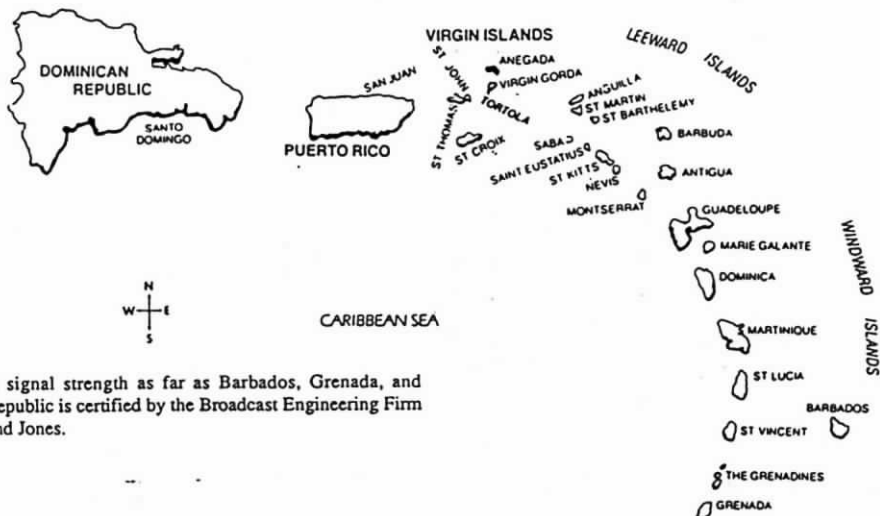 VIRGIN ISLANDS
LEEWARD ISLANDS
DOMINICAN
REPUBLIC
SANTO
DOMINGO
SAN JUAN
PUERTO RICO
ST JOHN
ANEGADA
VIRGIN GORDA
TORTOLA
ST THOMAS
ST CROIX
ANGUILLA
ST MARTIN
ST BARTHELEMY
SABA
SAINT EUSTATIUS
ST KITTS
NEVIS
MONTSERRAT
BARBUDA
ANTIGUA
GUADELOUPE
MARIE GALANTE
DOMINICA
WINDWARD ISLANDS
N
W E
S
CARIBBEAN SEA
MARTINIQUE
ST LUCIA
BARBADOS
ST VINCENT
THE GRENADINES
GRENADA
signal strength as far as Barbados, Grenada, and
epublic is certified by the Broadcast Engineering Firm
nd Jones.